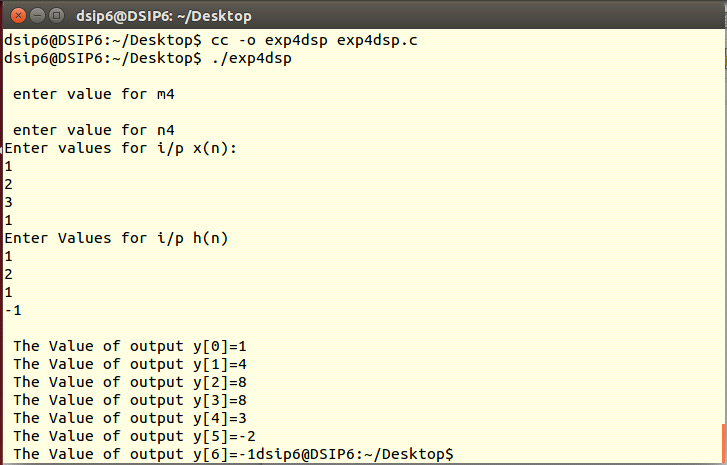 dsip6@DSIP6: ~/Desktop
dsip6@DSIP6:~/Desktop$ cc -o exp4dsp exp4dsp.c
dsip6@DSIP6:~/Desktop$ ./exp4dsp
enter value for m4
enter value for n4
Enter values for i/p x(n):
1
2
3
1
Enter Values for i/p h(n)
1
2
1
-1
The Value of output y[0]=1
The Value of output y[1]=4
The Value of output y[2]=8
The Value of output y[3]=8
The Value of output y[4]=3
The Value of output y[5]=-2
The Value of output y[6]=-1dsip6@DSIP6:~/Desktop$